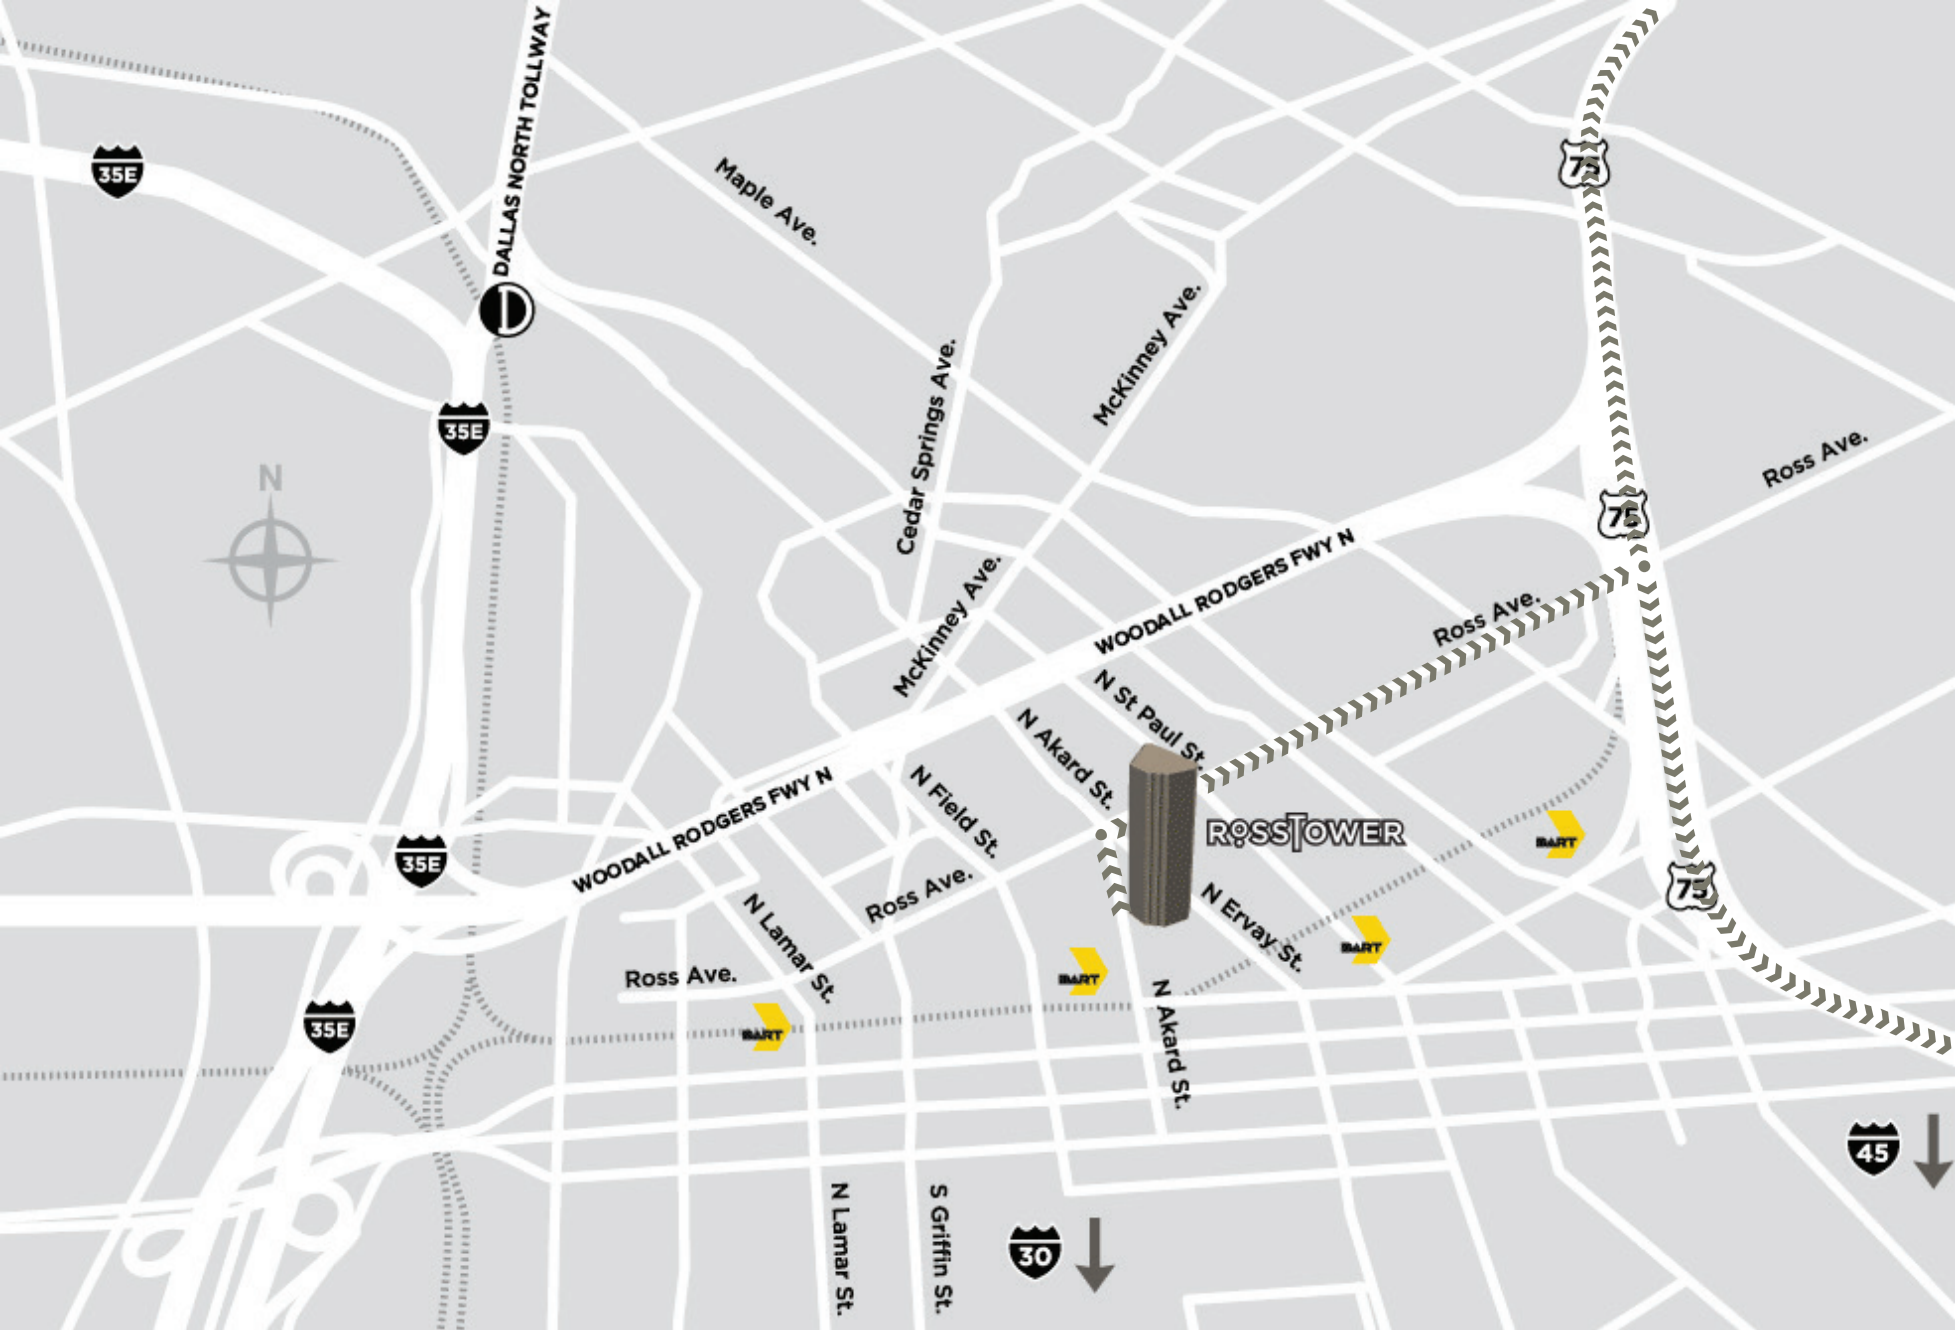 DALLAS NORTH TOLLWAY
35E
75
Maple Ave.
D
McKinney Ave.
Cedar Springs Ave.
35E
Ross Ave.
N
75
WOODALL RODGERS FWY N
McKinney Ave.
Ross Ave.
N St Paul St.
N Akard St.
WOODALL RODGERS FWY N
N Field St.
ROSSTOWER
DART
35E
Ross Ave.
75
N Lamar St.
N Ervay St.
DART
Ross Ave.
DART
35E
DART
N Akard St.
45
N Lamar St.
S Griffin St.
30